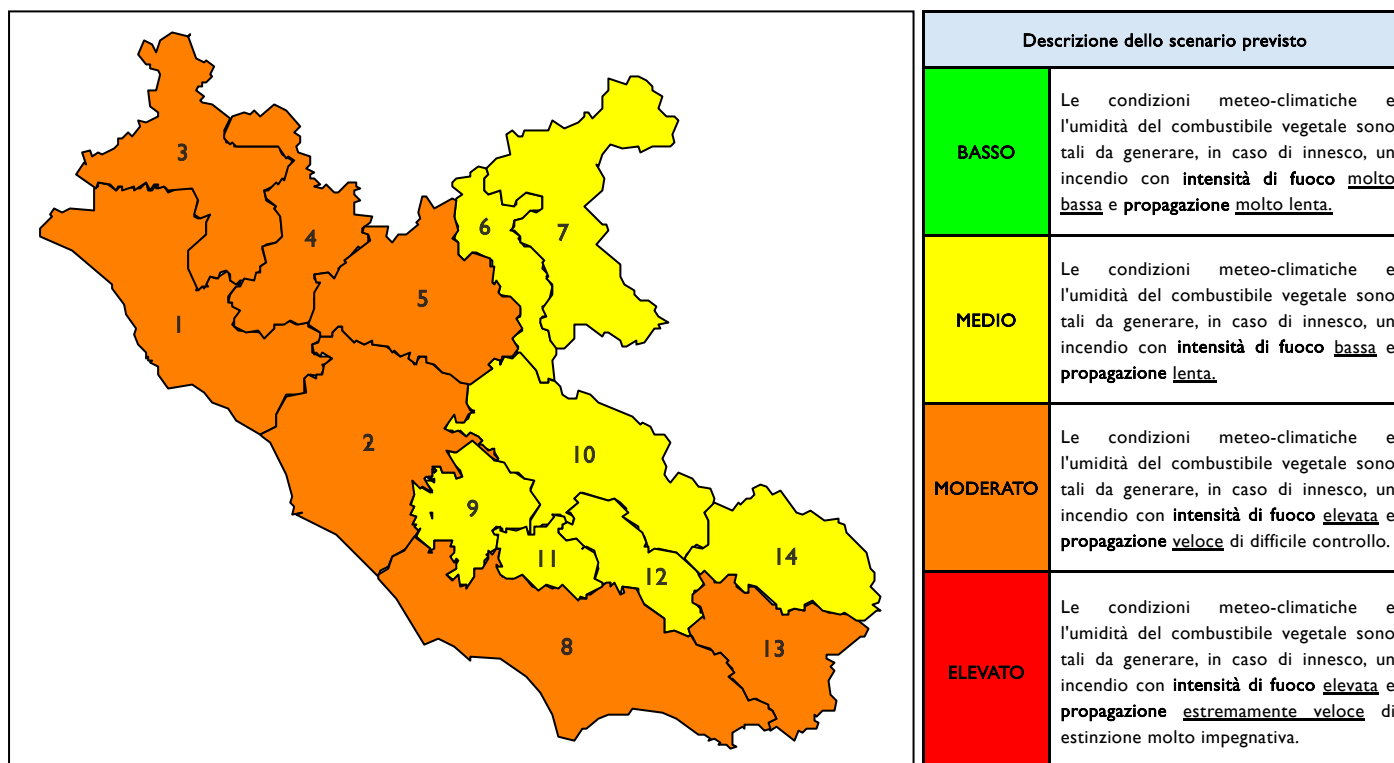 3
4
6
7
5
1
2
10
9
11
12
14
8
13
Descrizione dello scenario previsto
BASSO
Le condizioni meteo-climatiche e
l'umidità del combustibile vegetale sono
tali da generare, in caso di innesco, un
incendio con intensità di fuoco molto
bassa e propagazione molto lenta.
MEDIO
Le condizioni meteo-climatiche e
l'umidità del combustibile vegetale sono
tali da generare, in caso di innesco, un
incendio con intensità di fuoco bassa e
propagazione lenta.
MODERATO
Le condizioni meteo-climatiche e
l'umidità del combustibile vegetale sono
tali da generare, in caso di innesco, un
incendio con intensità di fuoco elevata e
propagazione veloce di difficile controllo.
ELEVATO
Le condizioni meteo-climatiche e
l'umidità del combustibile vegetale sono
tali da generare, in caso di innesco, un
incendio con intensità di fuoco elevata e
propagazione estremamente veloce di
estinzione molto impegnativa.